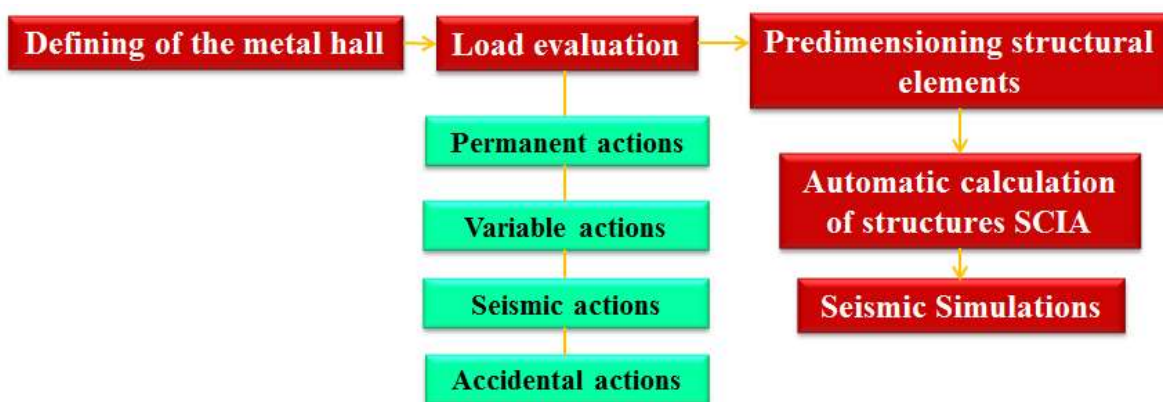 Defining of the metal hall
Load evaluation
Predimensioning structural
elements
Permanent actions
Variable actions
Seismic actions
Accidental actions
Automatic calculation
of structures SCIA
Seismic Simulations